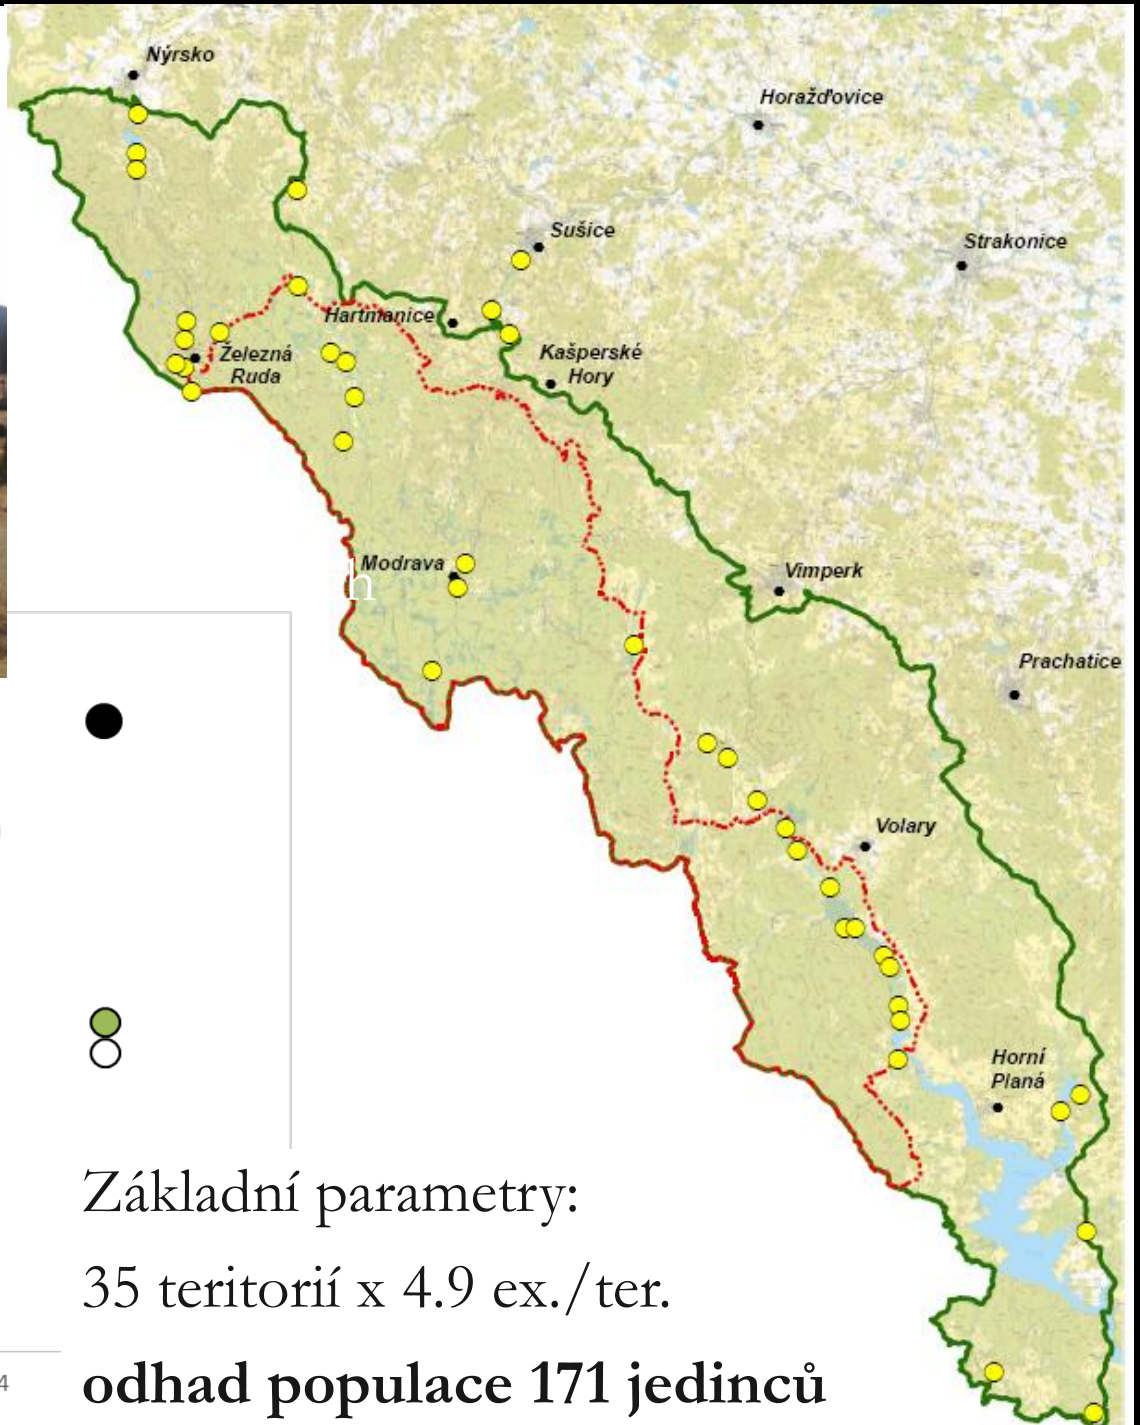 Nýrsko
Horažďovice
Sušice
Strakonice
Hartmanice
Železná
Ruda
Kašperské
Hory
Modrava
h
Vimperk
Prachatice
Volary
Horní
Planá
Základní parametry:
35 teritorií x 4.9 ex./ter.
4
odhad populace 171 jedinců